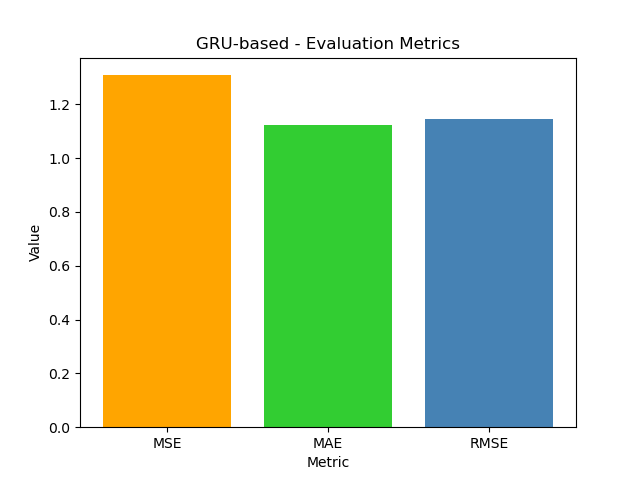 GRU-based - Evaluation Metrics
Value
1.2
1.0
0.8
0.6
0.4
0.2
0.0
MSE
MAE
RMSE
Metric